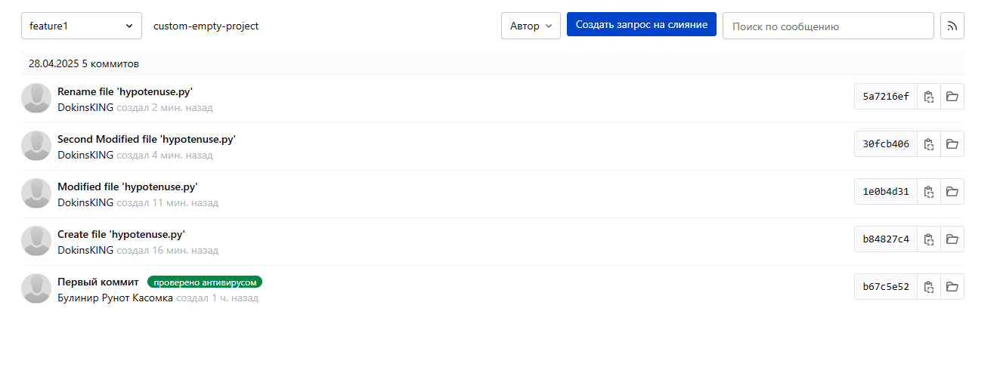 feature1 custom-empty-project Автор Создать запрос на слияние Поиск по сообщению
28.04.2025 5 коммитов
Rename file 'hypotenuse.py'
DokinsKING создал 2 мин. назад
5a7216ef
Second Modified file 'hypotenuse.py'
DokinsKING создал 4 мин. назад
30fcb406
Modified file 'hypotenuse.py'
DokinsKING создал 11 мин. назад
1e0b4d31
Create file 'hypotenuse.py'
DokinsKING создал 16 мин. назад
b84827c4
Первый коммит проверено антивирусом
Булинир Рунот Касомка создал 1 ч. назад
b67c5e52